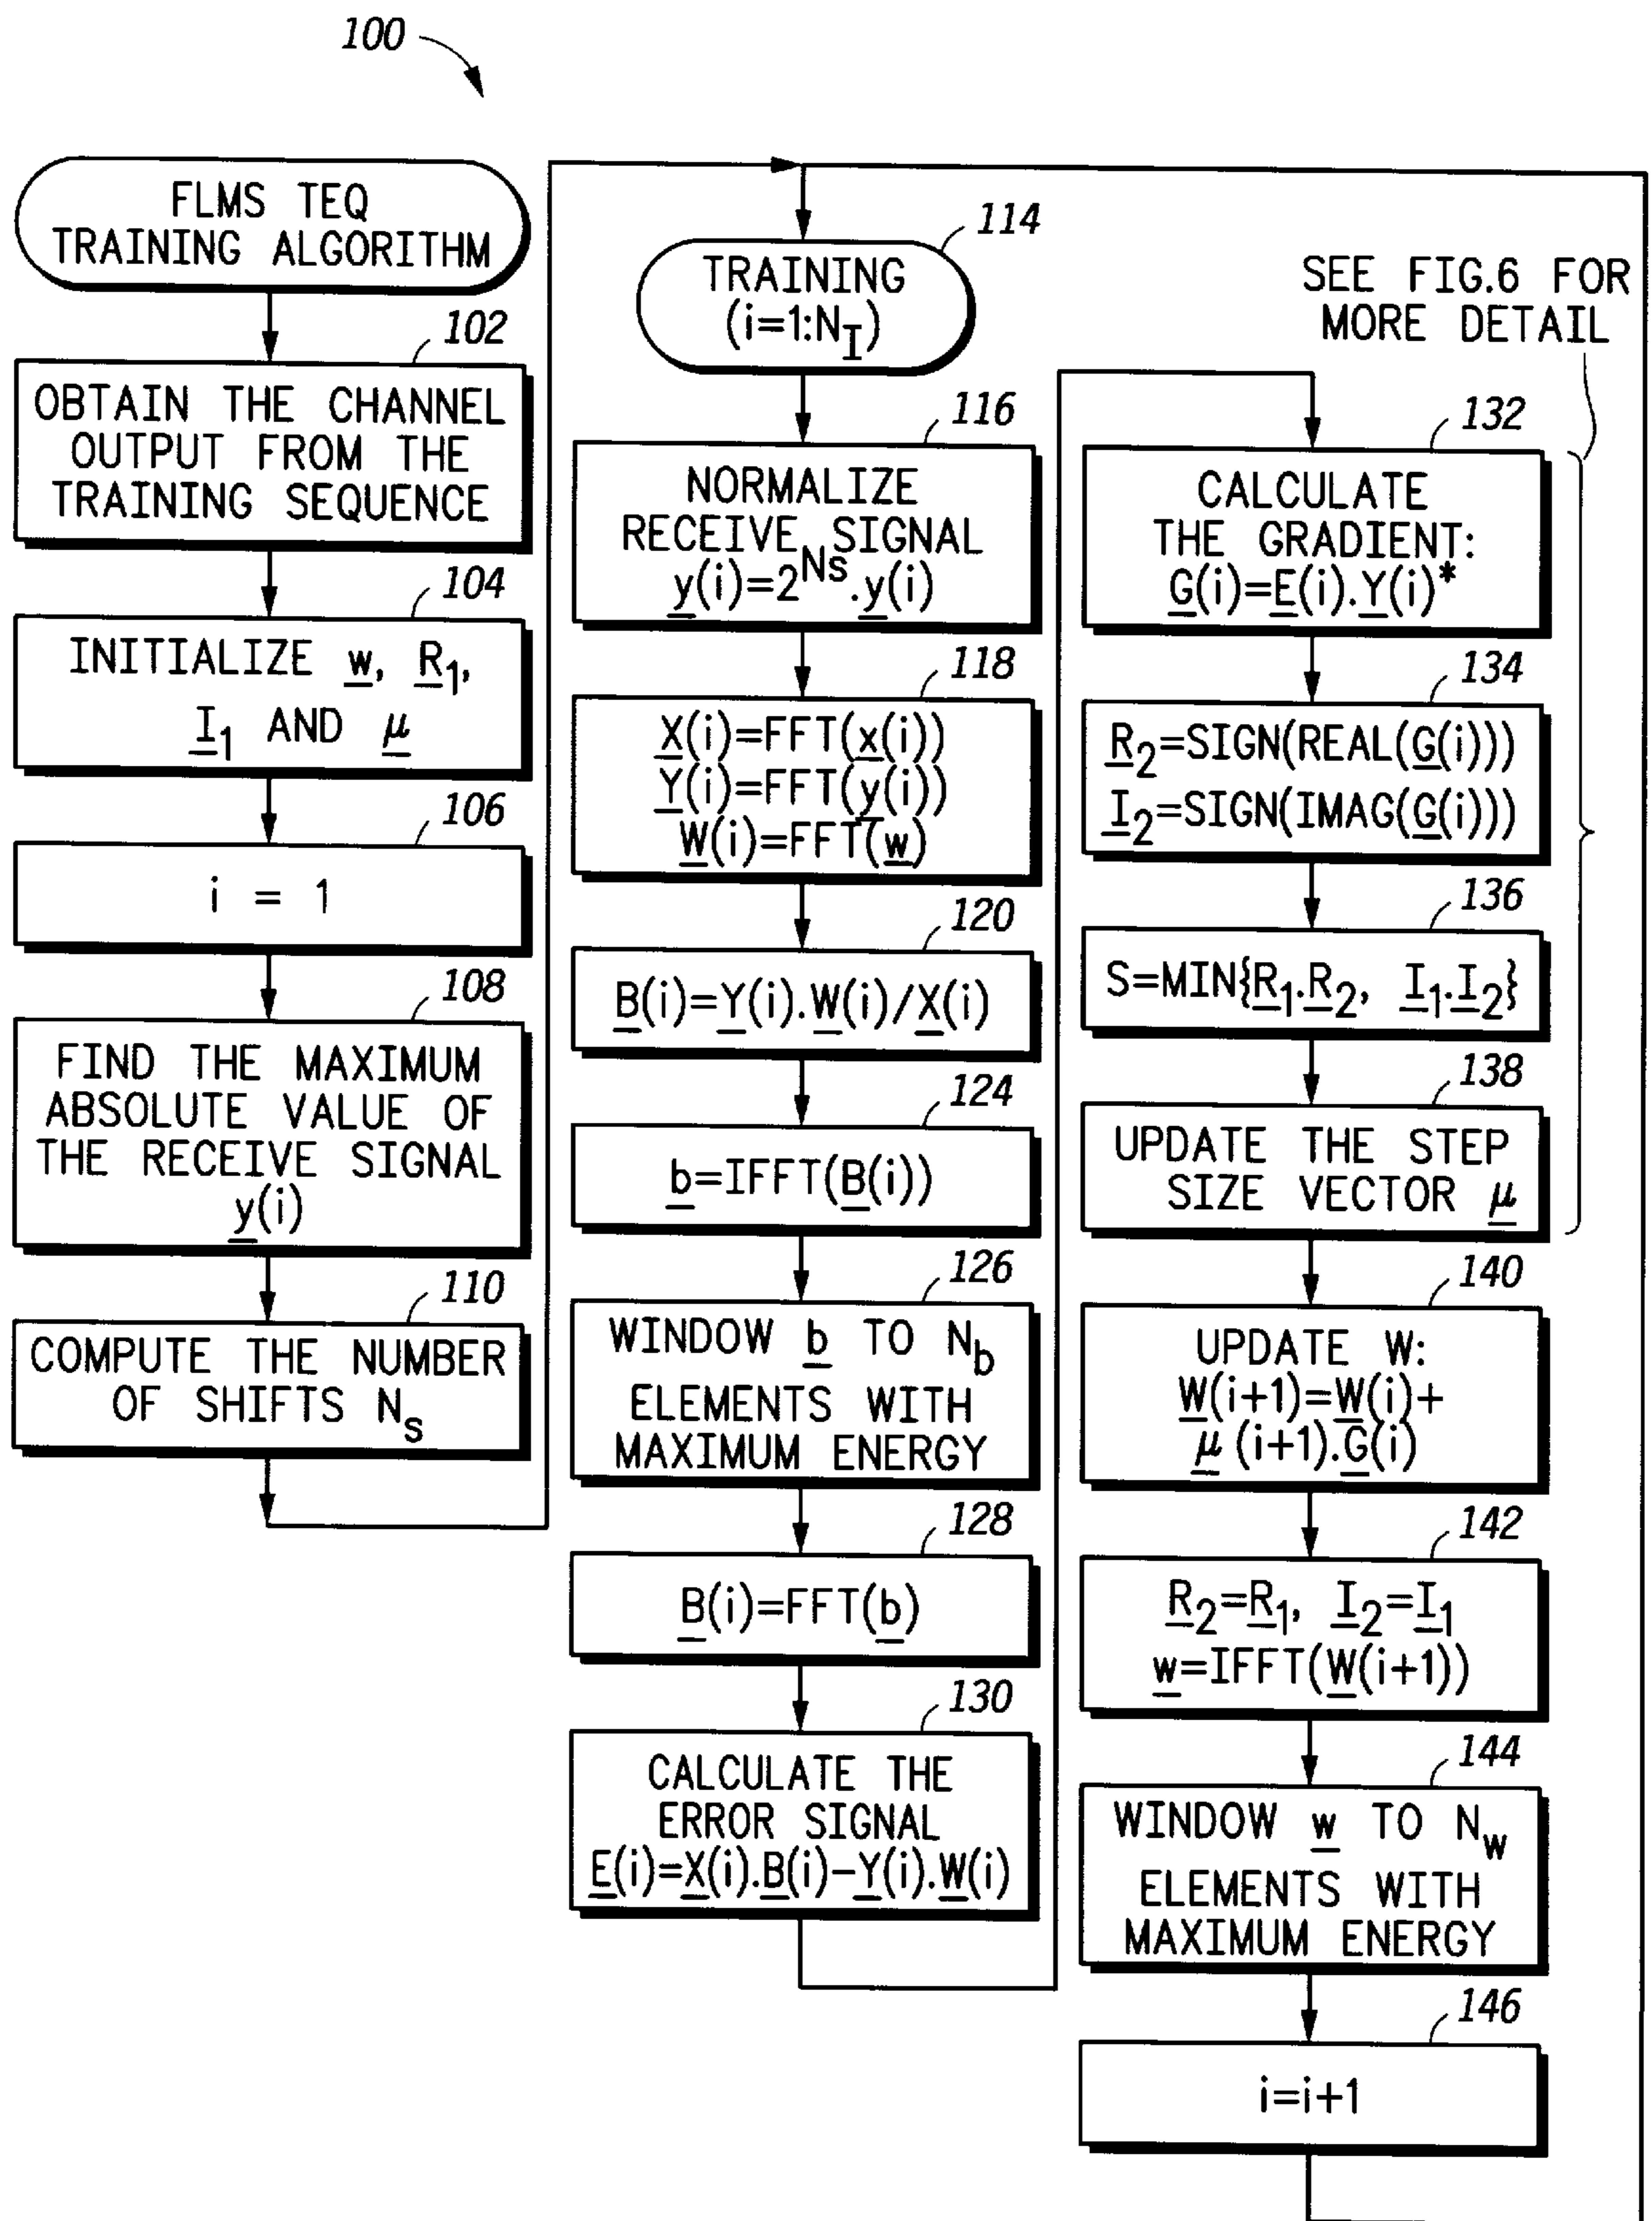 100
FLMS TEQ
TRAINING ALGORITHM
102
OBTAIN THE CHANNEL
OUTPUT FROM THE
TRAINING SEQUENCE
104
INITIALIZE w, R₁,
I₁ AND μ
106
i = 1
108
FIND THE MAXIMUM
ABSOLUTE VALUE OF
THE RECEIVE SIGNAL
y(i)
110
COMPUTE THE NUMBER
OF SHIFTS Nₛ
114
TRAINING
(i=1:N_I)
116
NORMALIZE
RECEIVE SIGNAL
y(i)=2^Ns.y(i)
118
X(i)=FFT(x(i))
Y(i)=FFT(y(i))
W(i)=FFT(w)
120
B(i)=Y(i).W(i)/X(i)
124
b=IFFT(B(i))
126
WINDOW b TO N_b
ELEMENTS WITH
MAXIMUM ENERGY
128
B(i)=FFT(b)
130
CALCULATE THE
ERROR SIGNAL
E(i)=X(i).B(i)-Y(i).W(i)
SEE FIG.6 FOR
MORE DETAIL
132
CALCULATE
THE GRADIENT:
G(i)=E(i).Y(i)*
134
R₂=SIGN(REAL(G(i)))
I₂=SIGN(IMAG(G(i)))
136
S=MIN{R₁.R₂, I₁.I₂}
138
UPDATE THE STEP
SIZE VECTOR μ
140
UPDATE W:
W(i+1)=W(i)+
μ(i+1).G(i)
142
R₂=R₁, I₂=I₁
w=IFFT(W(i+1))
144
WINDOW w TO N_w
ELEMENTS WITH
MAXIMUM ENERGY
146
i=i+1